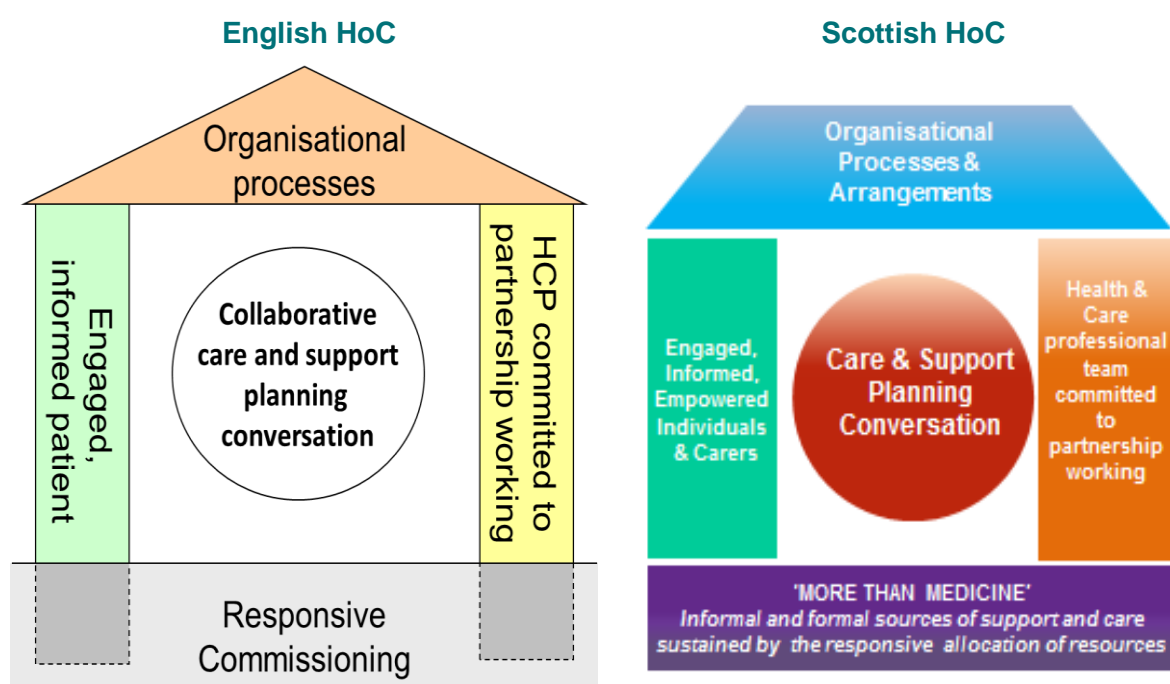 English HoC
Organisational
processes
Engaged,
informed patient
Collaborative
care and support
planning
conversation
HCP committed to
partnership working
Responsive
Commissioning
Scottish HoC
Organisational
Processes &
Arrangements
Engaged,
Informed,
Empowered
Individuals
& Carers
Care & Support
Planning
Conversation
Health &
Care
professional
team
committed
to
partnership
working
'MORE THAN MEDICINE'
Informal and formal sources of support and care
sustained by the responsive allocation of resources